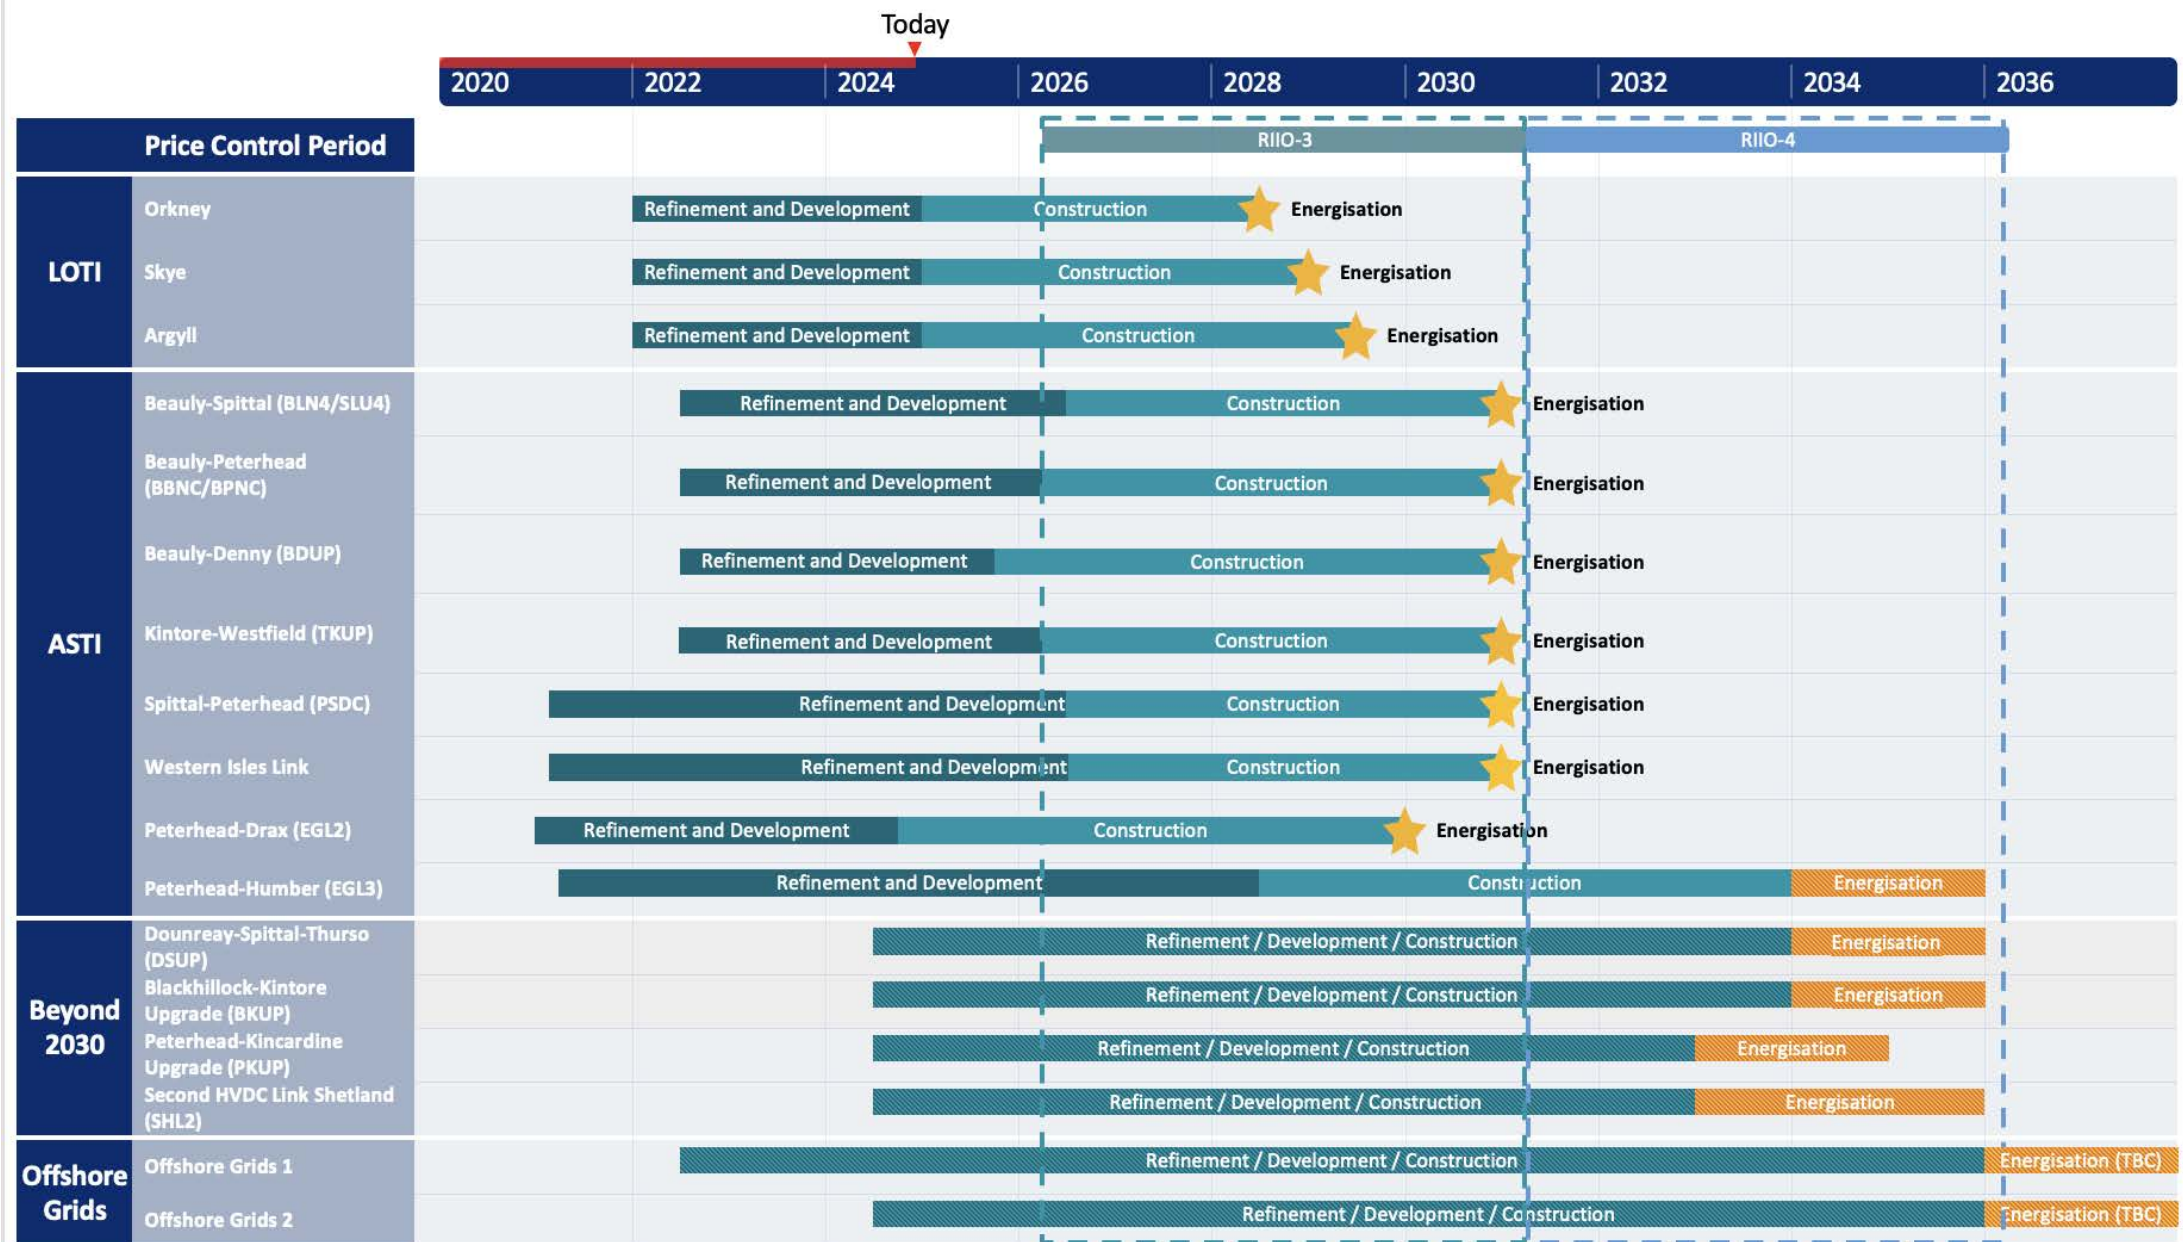 Today
2020 2022 2024 2026 2028 2030 2032 2034 2036
Price Control Period RIIO-3 RIIO-4
LOTI
Orkney Refinement and Development Construction Energisation
Skye Refinement and Development Construction Energisation
Argyll Refinement and Development Construction Energisation
ASTI
Beauly-Spittal (BLN4/SLU4) Refinement and Development Construction Energisation
Beauly-Peterhead
(BBNC/BPNC) Refinement and Development Construction Energisation
Beauly-Denny (BDUP) Refinement and Development Construction Energisation
Kintore-Westfield (TKUP) Refinement and Development Construction Energisation
Spittal-Peterhead (PSDC) Refinement and Development Construction Energisation
Western Isles Link Refinement and Development Construction Energisation
Peterhead-Drax (EGL2) Refinement and Development Construction Energisation
Peterhead-Humber (EGL3) Refinement and Development Construction Energisation
Beyond
2030
Dounreay-Spittal-Thurso
(DSUP) Refinement / Development / Construction Energisation
Blackhillock-Kintore
Upgrade (BKUP) Refinement / Development / Construction Energisation
Peterhead-Kincardine
Upgrade (PKUP) Refinement / Development / Construction Energisation
Second HVDC Link Shetland
(SHL2) Refinement / Development / Construction Energisation
Offshore
Grids
Offshore Grids 1 Refinement / Development / Construction Energisation (TBC)
Offshore Grids 2 Refinement / Development / Construction Energisation (TBC)